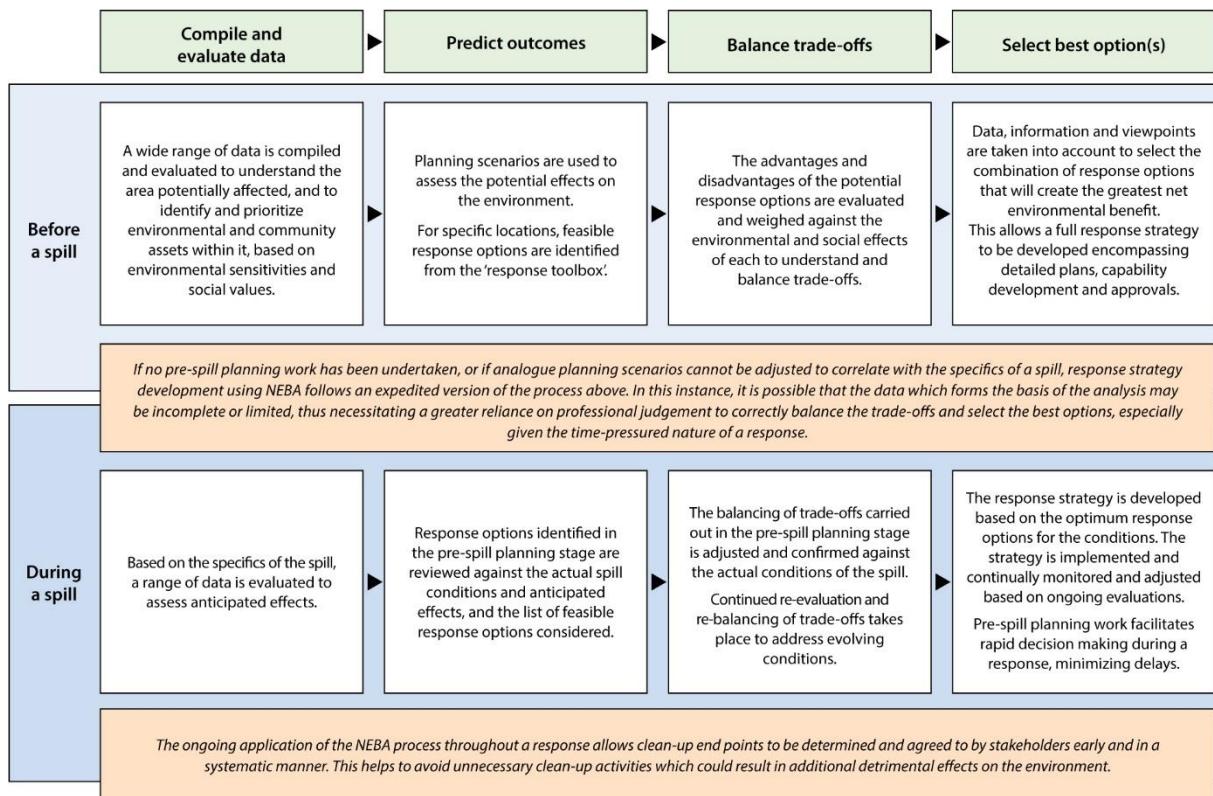 Compile and
evaluate data
Predict outcomes
Balance trade-offs
Select best option(s)
Before
a spill
A wide range of data is compiled
and evaluated to understand the
area potentially affected, and to
identify and prioritize
environmental and community
assets within it, based on
environmental sensitivities and
social values.
Planning scenarios are used to
assess the potential effects on
the environment.
For specific locations, feasible
response options are identified
from the ‘response toolbox’.
The advantages and
disadvantages of the potential
response options are evaluated
and weighed against the
environmental and social effects
of each to understand and
balance trade-offs.
Data, information and viewpoints
are taken into account to select the
combination of response options
that will create the greatest net
environmental benefit.
This allows a full response strategy
to be developed encompassing
detailed plans, capability
development and approvals.
If no pre-spill planning work has been undertaken, or if analogue planning scenarios cannot be adjusted to correlate with the specifics of a spill, response strategy
development using NEBA follows an expedited version of the process above. In this instance, it is possible that the data which forms the basis of the analysis may
be incomplete or limited, thus necessitating a greater reliance on professional judgement to correctly balance the trade-offs and select the best options, especially
given the time-pressured nature of a response.
During
a spill
Based on the specifics of the spill,
a range of data is evaluated to
assess anticipated effects.
Response options identified in
the pre-spill planning stage are
reviewed against the actual spill
conditions and anticipated
effects, and the list of feasible
response options considered.
The balancing of trade-offs carried
out in the pre-spill planning stage
is adjusted and confirmed against
the actual conditions of the spill.
Continued re-evaluation and
re-balancing of trade-offs takes
place to address evolving
conditions.
The response strategy is developed
based on the optimum response
options for the conditions. The
strategy is implemented and
continually monitored and adjusted
based on ongoing evaluations.
Pre-spill planning work facilitates
rapid decision making during a
response, minimizing delays.
The ongoing application of the NEBA process throughout a response allows clean-up end points to be determined and agreed to by stakeholders early and in a
systematic manner. This helps to avoid unnecessary clean-up activities which could result in additional detrimental effects on the environment.